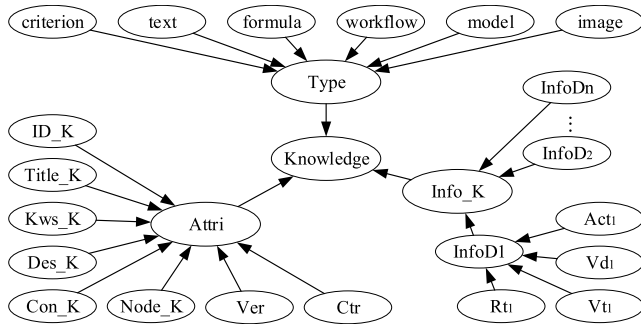 criterion
text
formula
workflow
model
image
Type
InfoDn
⋮
InfoD2
ID_K
Title_K
Kws_K
Des_K
Con_K
Node_K
Ver
Ctr
Attri
Knowledge
Info_K
InfoD1
Act1
Vd1
Vt1
Rt1